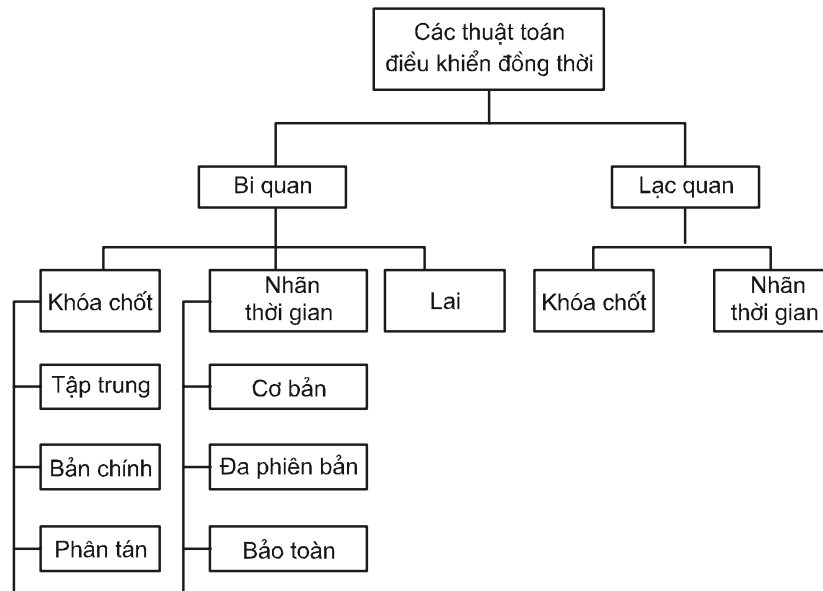 Các thuật toán
điều khiển đồng thời
Bi quan
Lạc quan
Khóa chốt
Nhãn
thời gian
Lai
Khóa chốt
Nhãn
thời gian
Tập trung
Cơ bản
Bản chính
Đa phiên bản
Phân tán
Bảo toàn